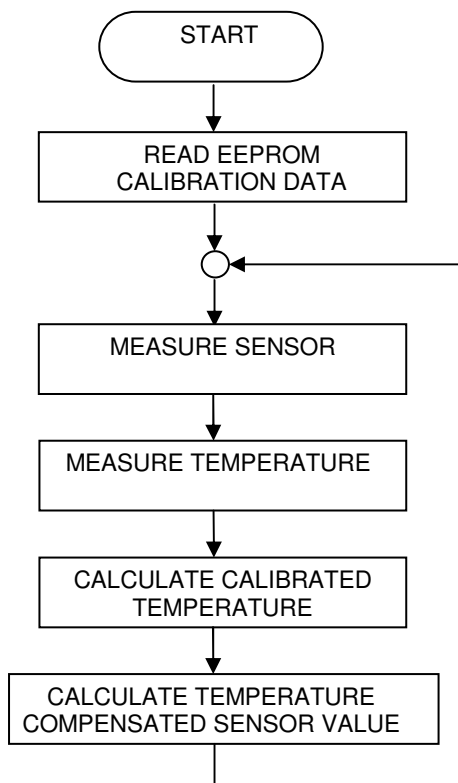 START
READ EEPROM
CALIBRATION DATA
MEASURE SENSOR
MEASURE TEMPERATURE
CALCULATE CALIBRATED
TEMPERATURE
CALCULATE TEMPERATURE
COMPENSATED SENSOR VALUE